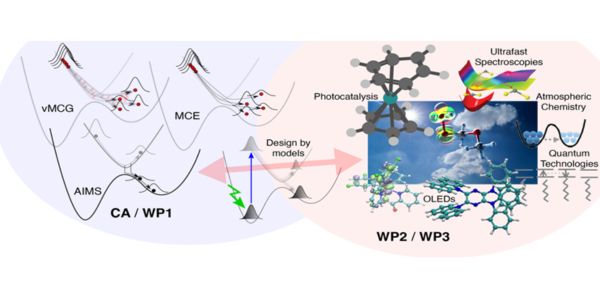 vMCG
MCE
AIMS
CA / WP1
Design by
models
Photocatalysis
Ultrafast
Spectroscopies
Atmospheric
Chemistry
Quantum
Technologies
OLEDs
WP2 / WP3